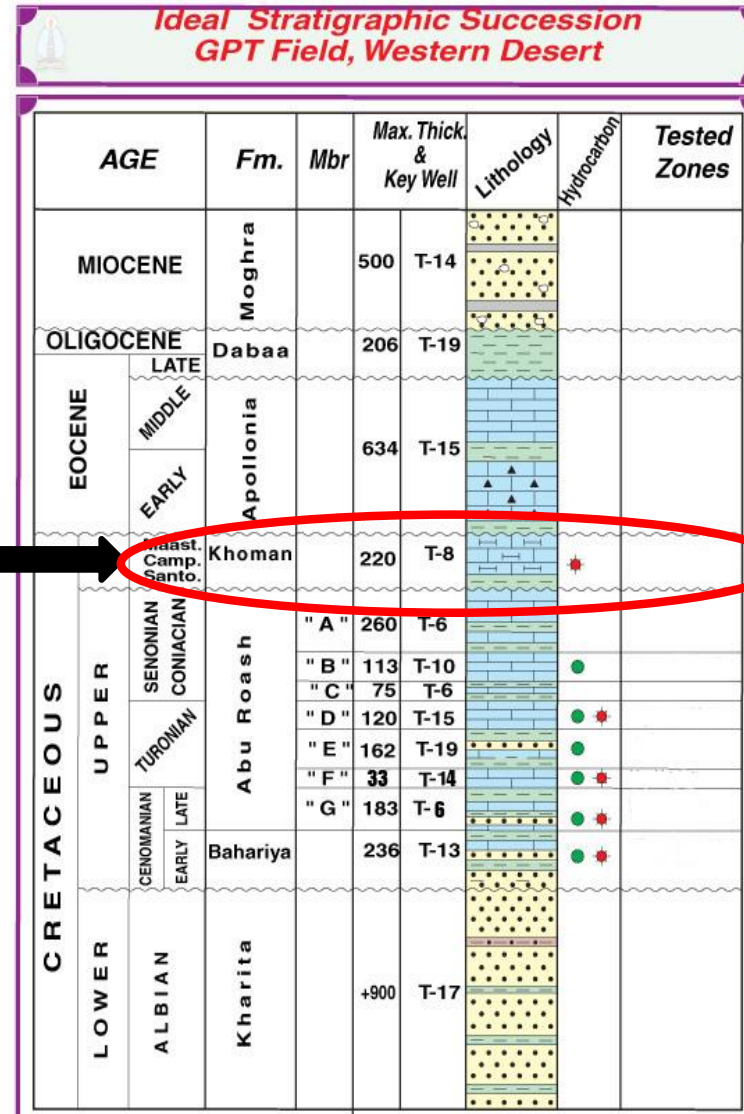 Ideal Stratigraphic Succession
GPT Field, Western Desert
AGE Fm. Mbr Max. Thick. & Key Well Lithology Hydrocarbon Tested Zones
MIOCENE Moghra 500 T-14
OLIGOCENE Dabaa 206 T-19
LATE
EOCENE MIDDLE Apollonia 634 T-15
EARLY
Maast. Khoman 220 T-8
Camp.
Santo.
CRETACEOUS UPPER SENONIAN CONIACIAN Abu Roash "A" 260 T-6
"B" 113 T-10
"C" 75 T-6
TURONIAN "D" 120 T-15
"E" 162 T-19
"F" 33 T-14
CENOMANIAN LATE "G" 183 T-6
EARLY Bahariya 236 T-13
LOWER ALBIAN Kharita +900 T-17